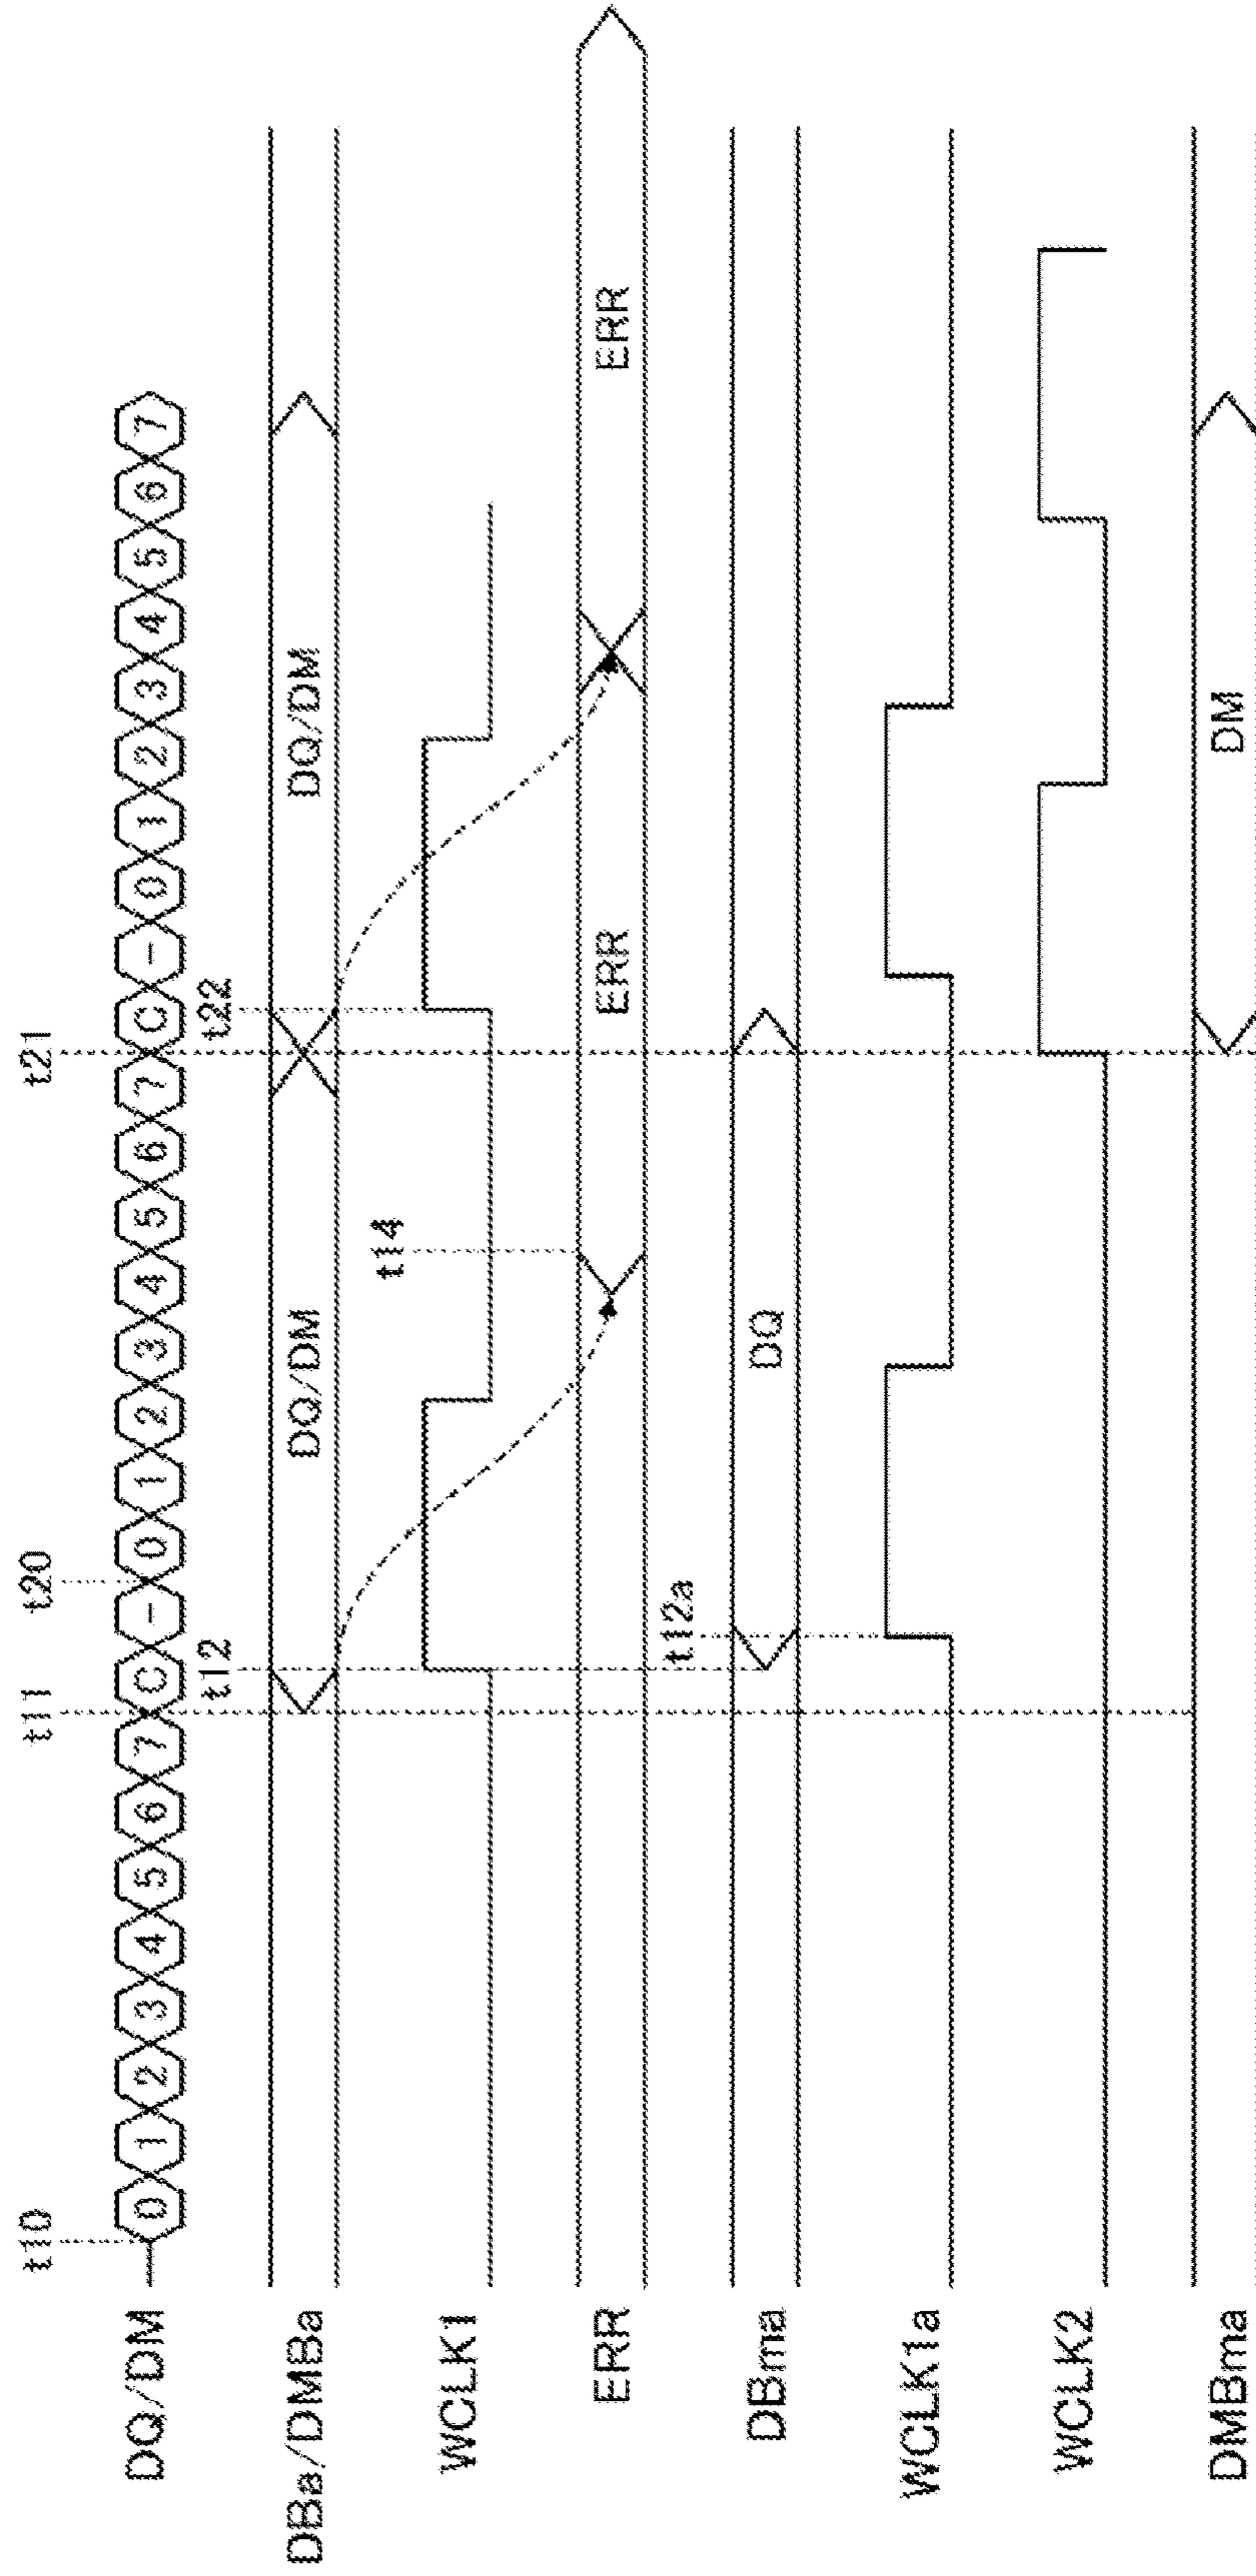 t10 t11 t20 t21
DQ/DM 0 1 2 3 4 5 6 7 C - 0 1 2 3 4 5 6 7 C - 0 1 2 3 4 5 6 7
t12 t22
DBa/DMBa DQ/DM DQ/DM
t14
WCLK1
ERR ERR ERR
t12a
DBma DQ
WCLK1a
WCLK2
DMBma DM